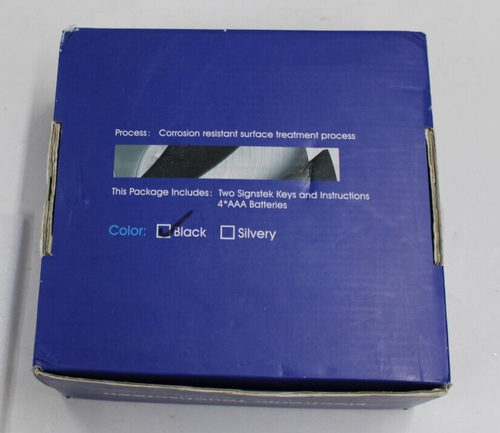 Process: Corrosion resistant surface treatment process
This Package Includes: Two Signstek Keys and Instructions
4*AAA Batteries
Color: Black Silvery